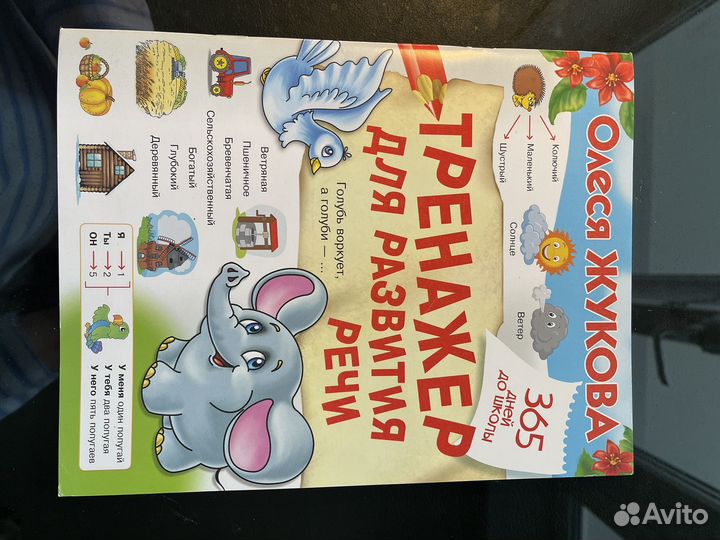 Олеся ЖУКОВА
Колючий
Маленький
Шустрый
Солнце
Ветер
365
ДНЕЙ
ДО ШКОЛЫ
ТРЕНАЖЕР
ДЛЯ РАЗВИТИЯ
РЕЧИ
Голубь воркует,
а голуби — ...
Ветряная
Пшеничное
Бревенчатая
Сельскохозяйственный
Богатый
Глубокий
Деревянный
Я → 1
ТЫ → 2
ОН → 5
У меня один попугай
У тебя два попугая
У него пять попугаев
Avito